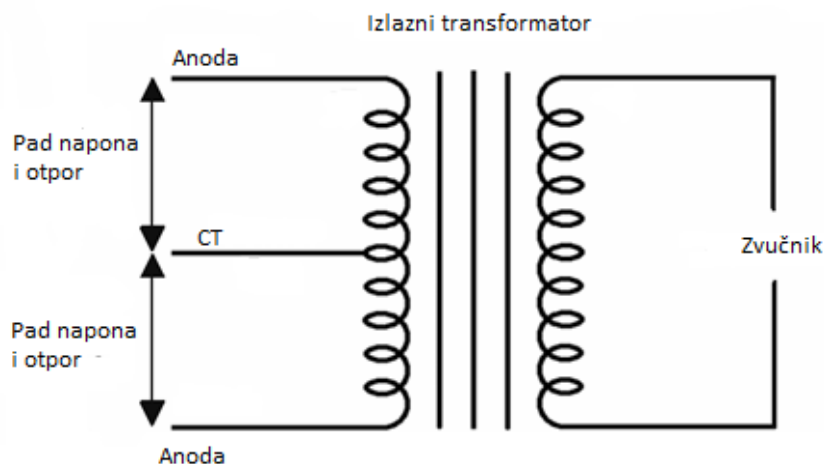 Izlazni transformator
Anoda
Pad napona
i otpor
CT
Zvučnik
Pad napona
i otpor
Anoda